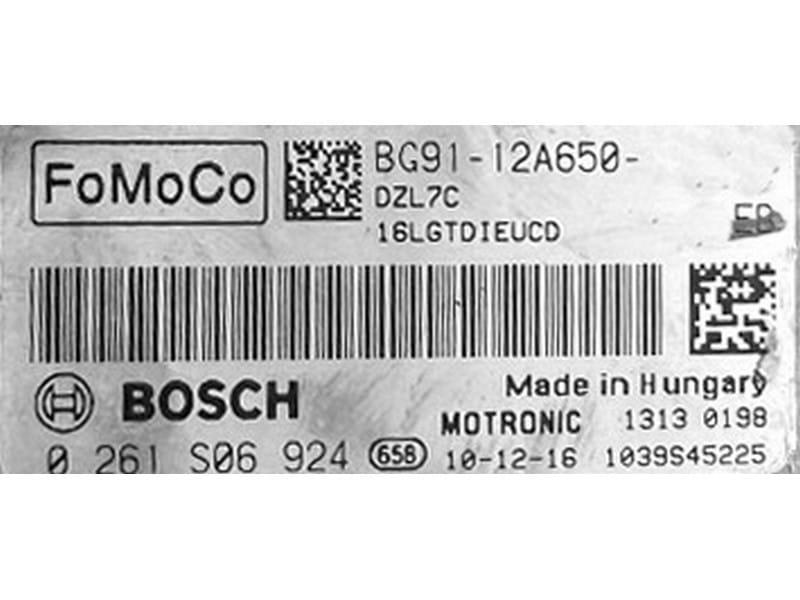 FoMoCo
BG91-12A650-
DZL7C
16LGTDIEUCD
BOSCH
Made in Hungary
MOTRONIC 1313 0198
0 261 S06 924 658 10-12-16 1039S45225